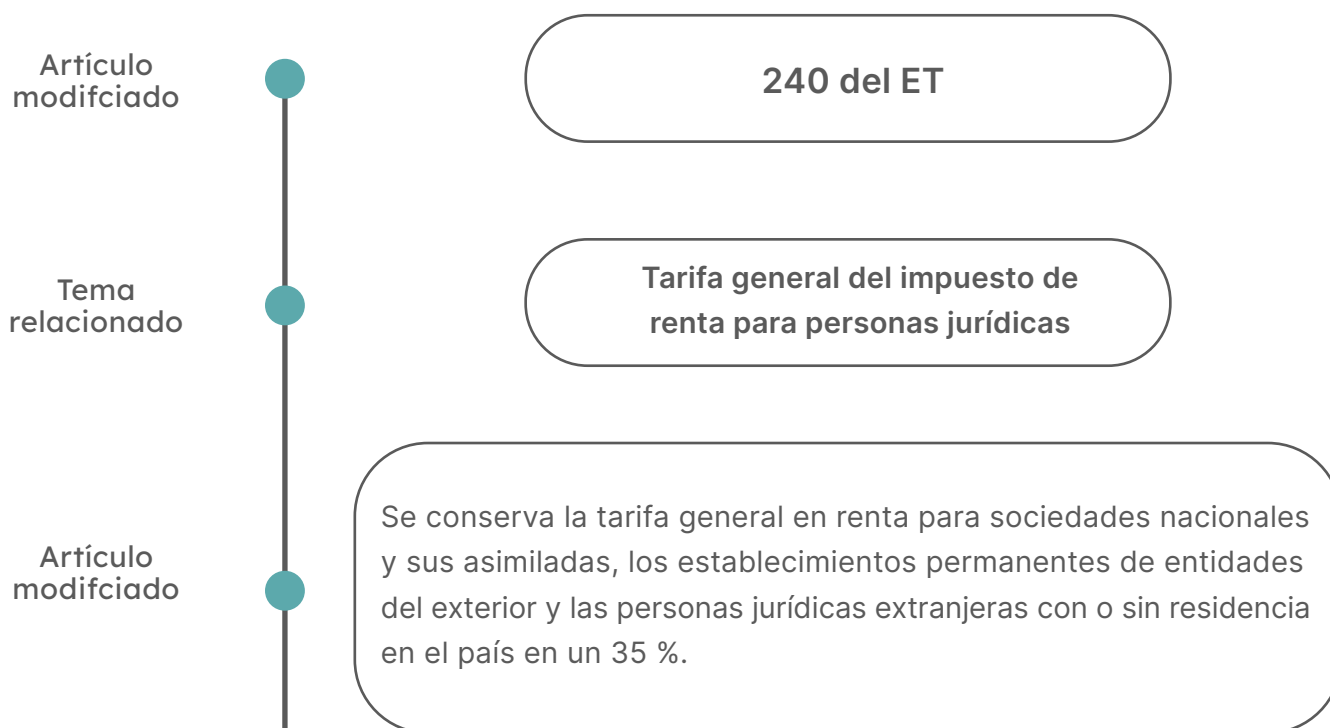 Artículo
modifciado
240 del ET
Tema
relacionado
Tarifa general del impuesto de
renta para personas jurídicas
Artículo
modifciado
Se conserva la tarifa general en renta para sociedades nacionales
y sus asimiladas, los establecimientos permanentes de entidades
del exterior y las personas jurídicas extranjeras con o sin residencia
en el país en un 35 %.